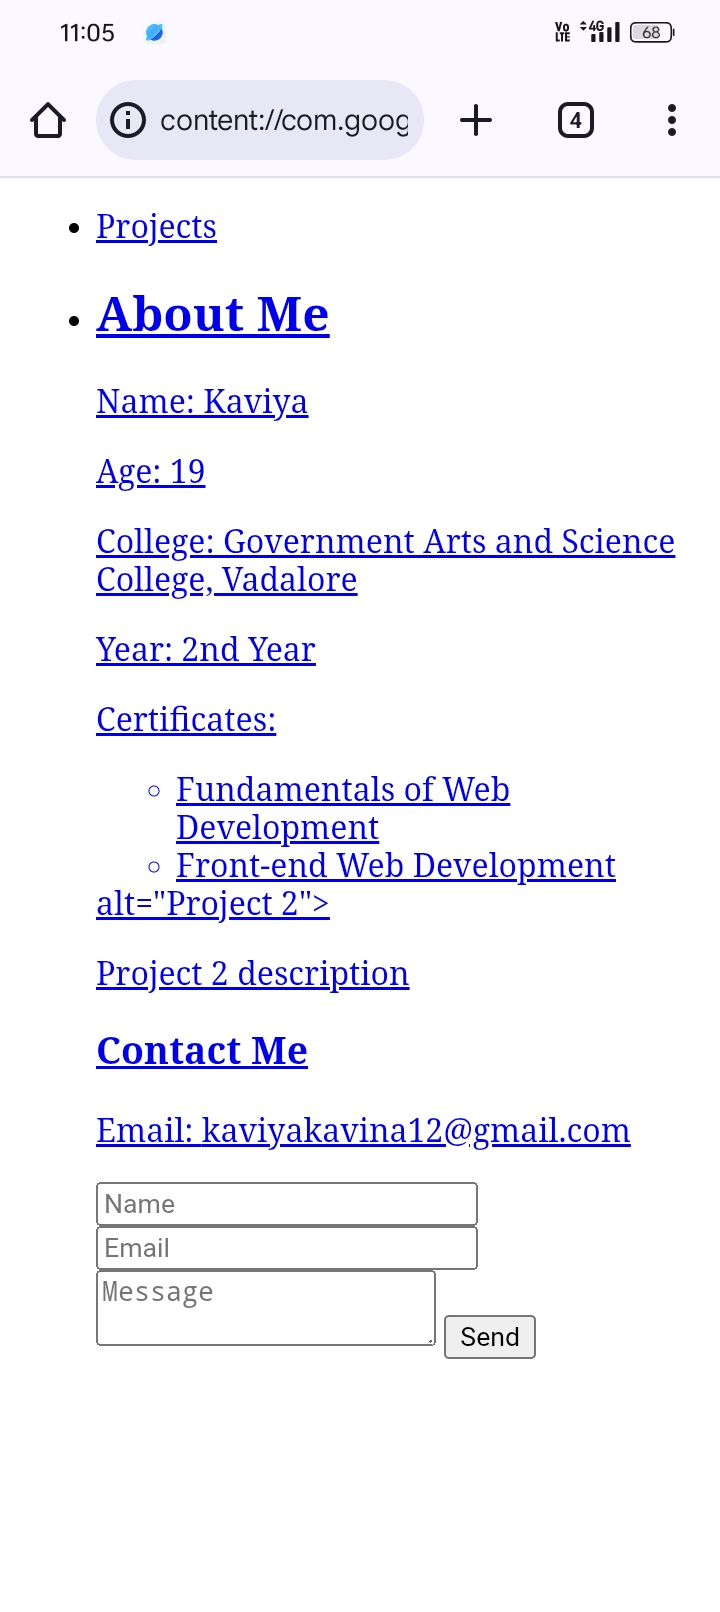 11:05
Vo LTE 4G 68
content://com.goog
4
Projects
About Me
Name: Kaviya
Age: 19
College: Government Arts and Science
College, Vadalore
Year: 2nd Year
Certificates:
Fundamentals of Web
Development
Front-end Web Development
alt="Project 2">
Project 2 description
Contact Me
Email: kaviyakavina12@gmail.com
Name
Email
Message
Send